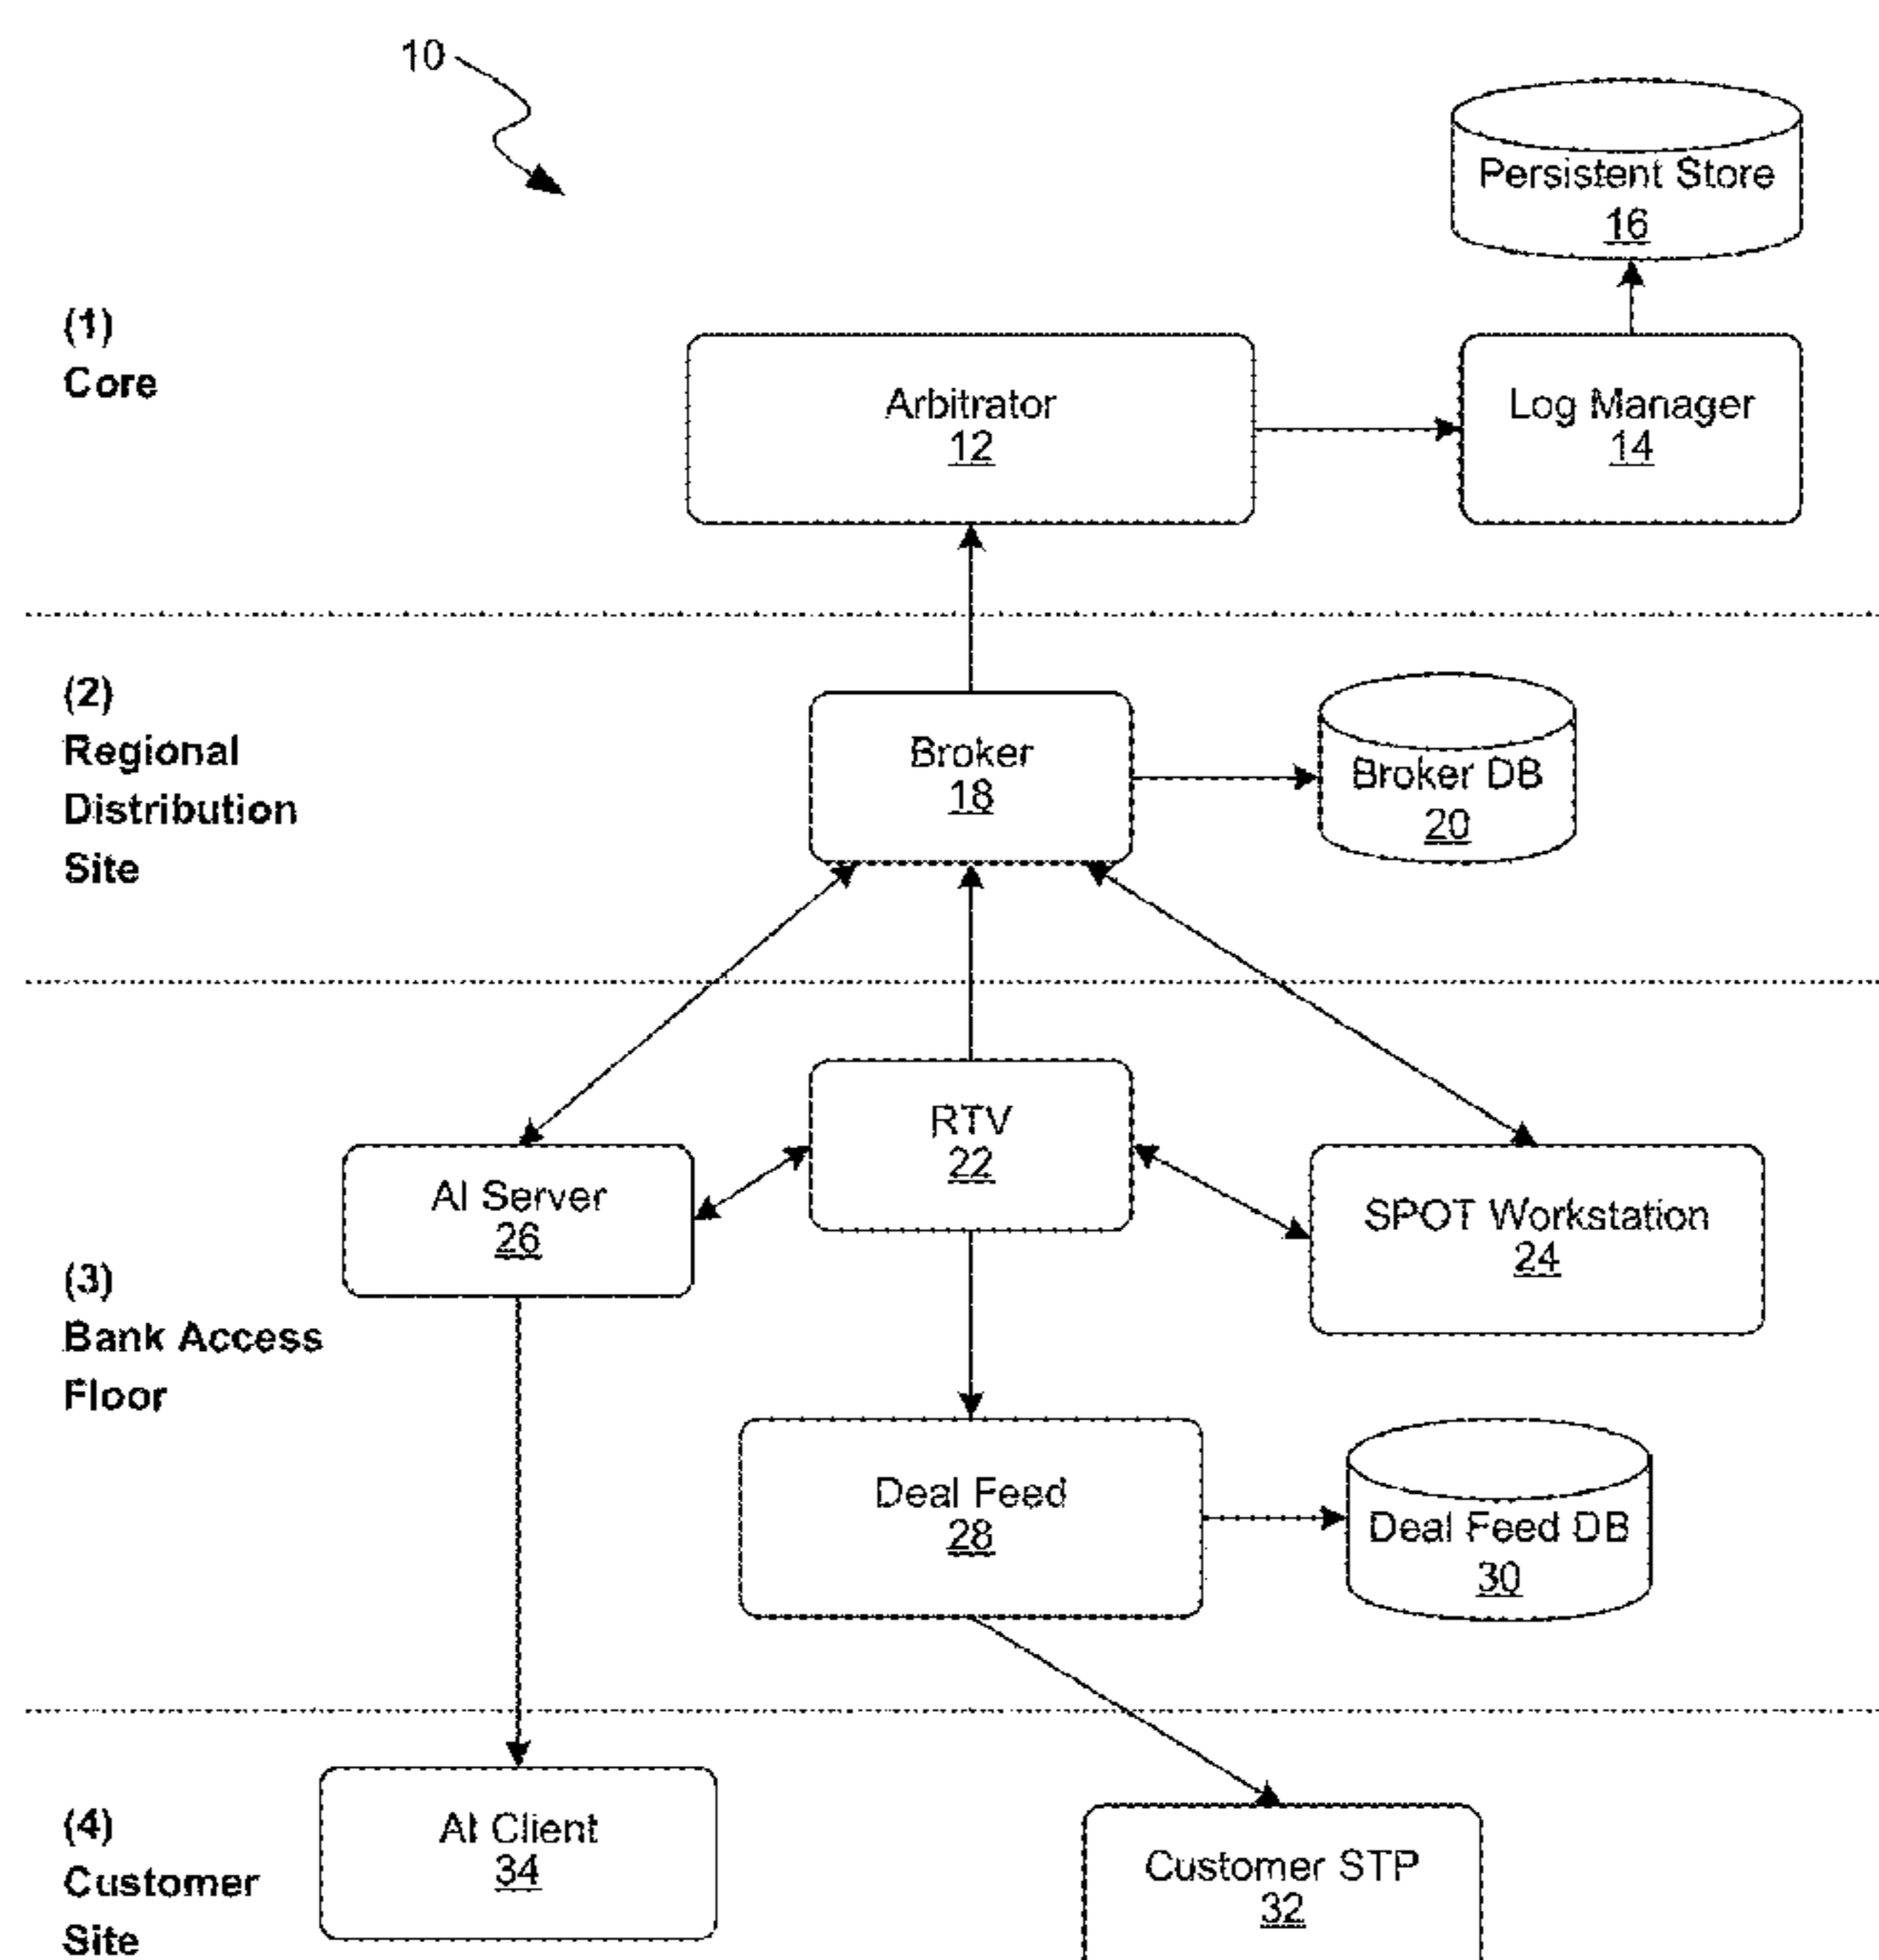 10
Persistent Store
16
(1)
Core
Arbitrator
12
Log Manager
14
(2)
Regional
Distribution
Site
Broker
18
Broker DB
20
RTV
22
AI Server
26
SPOT Workstation
24
(3)
Bank Access
Floor
Deal Feed
28
Deal Feed DB
30
(4)
Customer
Site
AI Client
34
Customer STP
32